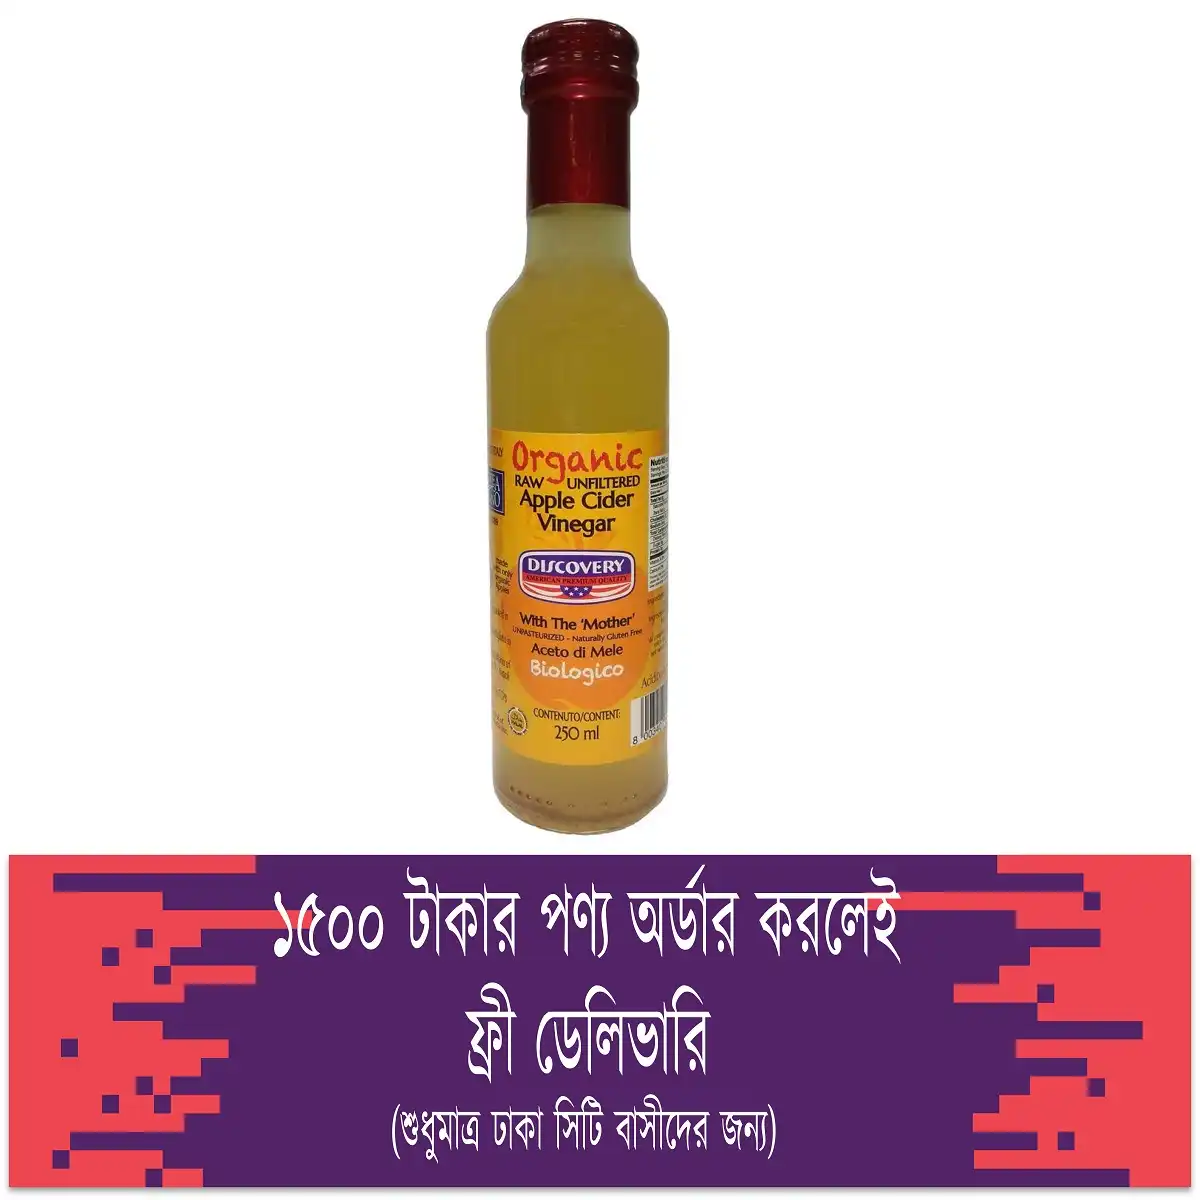 Organic
RAW UNFILTERED
Apple Cider
Vinegar
DISCOVERY
AMERICAN PREMIUM QUALITY
With The 'Mother'
UNPASTEURIZED - Naturally Gluten Free
Aceto di Mele
Biologico
CONTENUTO/CONTENT:
250 ml
১৫০০ টাকার পণ্য অর্ডার করলেই
ফ্রী ডেলিভারি
(শুধুমাত্র ঢাকা সিটি বাসীদের জন্য)